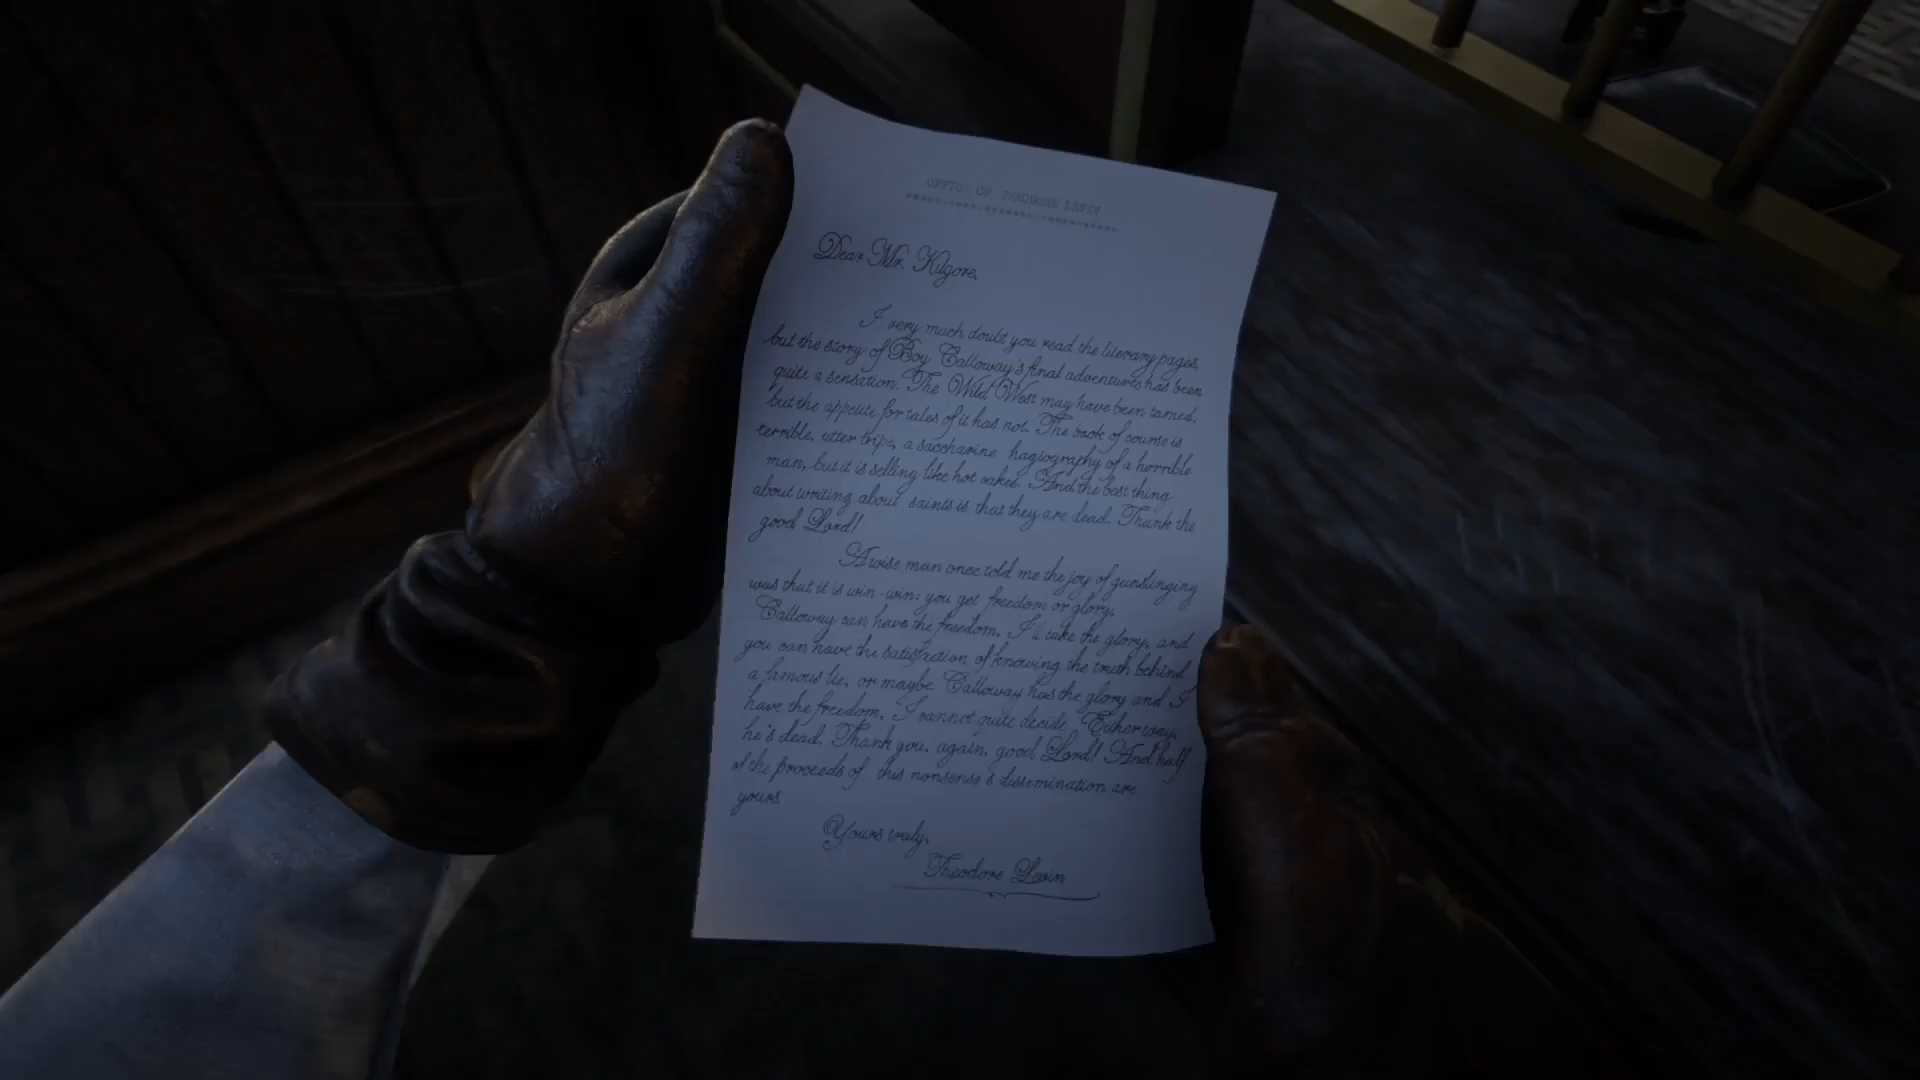 OFFICE OF THEODORE LEVIN
Dear Mr. Kilgore,
I very much doubt you read the literary pages,
but the story of Boy Calloway's final adventures has been
quite a sensation. The Wild West may have been tamed,
but the appetite for tales of it has not. The book of course is
terrible, utter tripe, a saccharine hagiography of a horrible
man, but it is selling like hot cakes. And the best thing
about writing about saints is that they are dead. Thank the
good Lord!
A wise man once told me the joy of gunslinging
was that it is win-win: you get freedom or glory.
Calloway can have the freedom, I'll take the glory, and
you can have the satisfaction of knowing the truth behind
a famous lie, or maybe Calloway has the glory and I
have the freedom, I cannot quite decide. Either way,
he's dead. Thank you, again, good Lord! And half
of the proceeds of this nonsense's dissemination are
yours.
Yours truly,
Theodore Levin